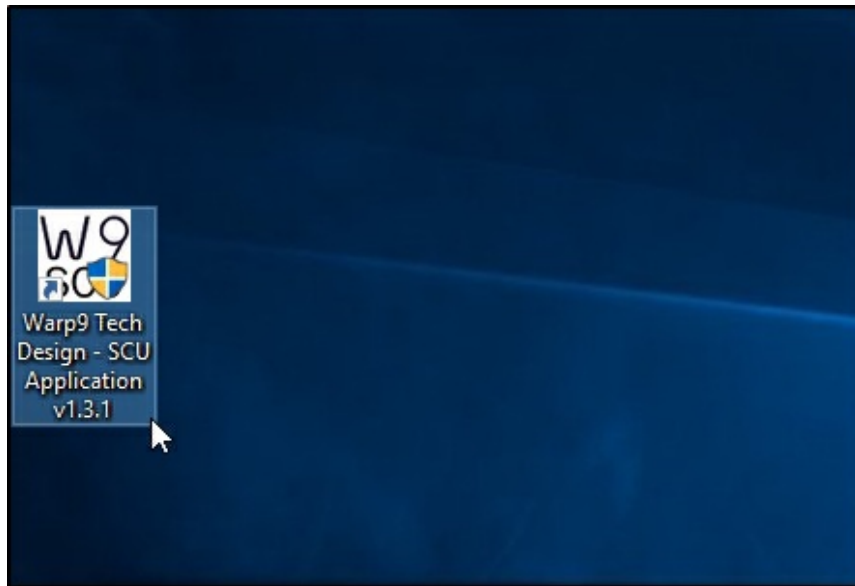 W9
SC
Warp9 Tech
Design - SCU
Application
v1.3.1